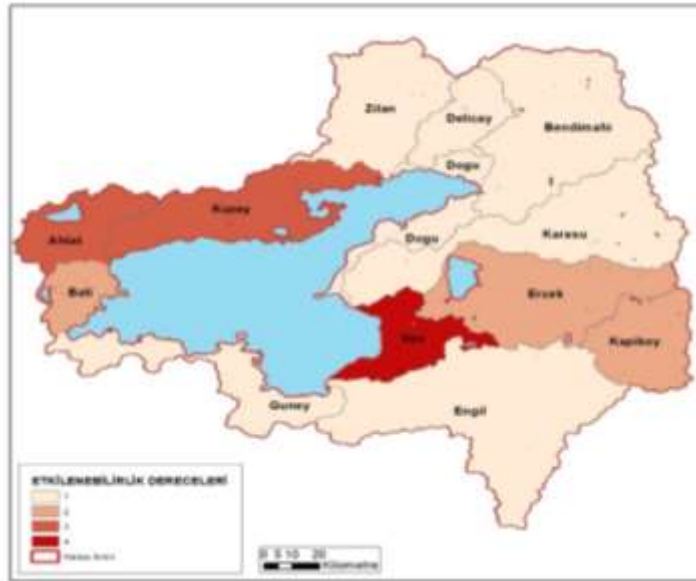 Zilan
Delicay
Bendimahi
Dogu
Kuzey
Ahlat
Dogu
Karasu
Bati
Ercek
Van
Kapikoy
Guney
Engil
ETKİLENEBİLİRLİK DERECELERİ
1
2
3
4
0 5 10 20
Kilometre